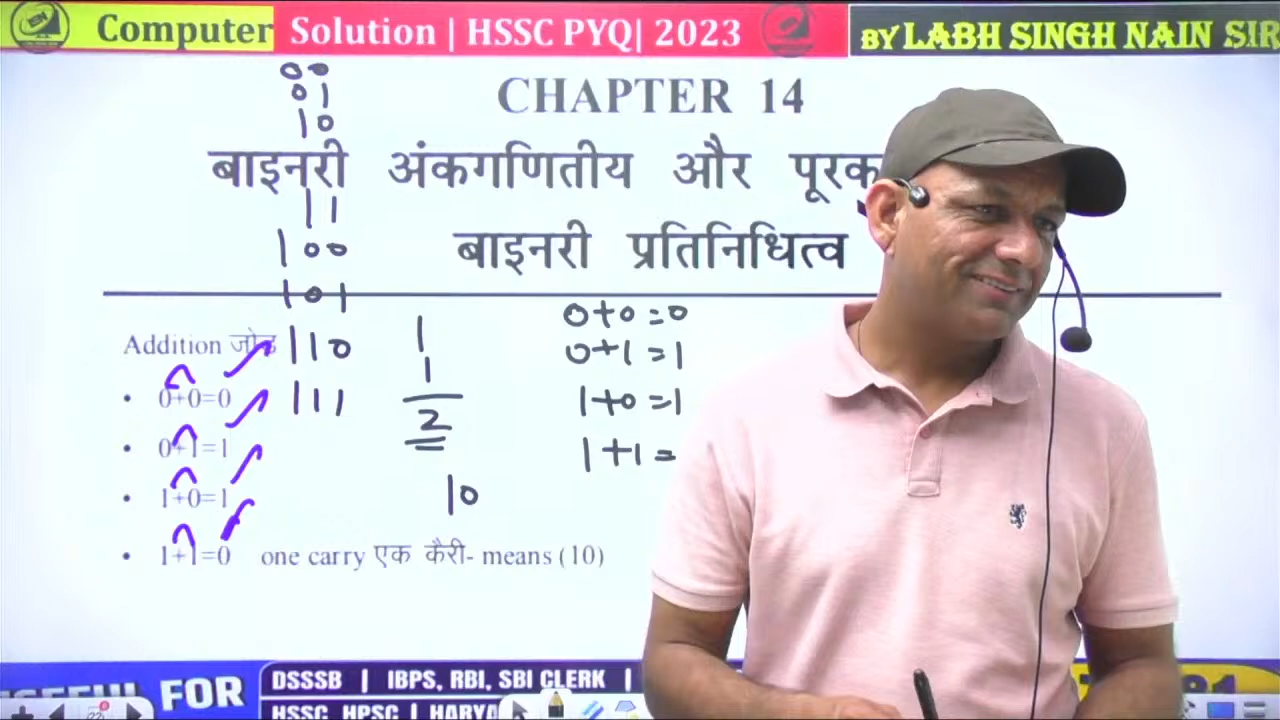 Computer Solution | HSSC PYQ| 2023
BY LABH SINGH NAIN SIR
00
01
10
CHAPTER 14
बाइनरी अंकगणितीय और पूरक
11
100
बाइनरी प्रतिनिधित्व
101
Addition जोड़
110
111
• 0+0=0
• 0+1=1
• 1+0=1
• 1+1=0 one carry एक कैरी- means (10)
1
1
2
10
0+0=0
0+1=1
1+0=1
1+1=
FOR
DSSSB | IBPS, RBI, SBI CLERK |
HSSC, HPSC | HARYA